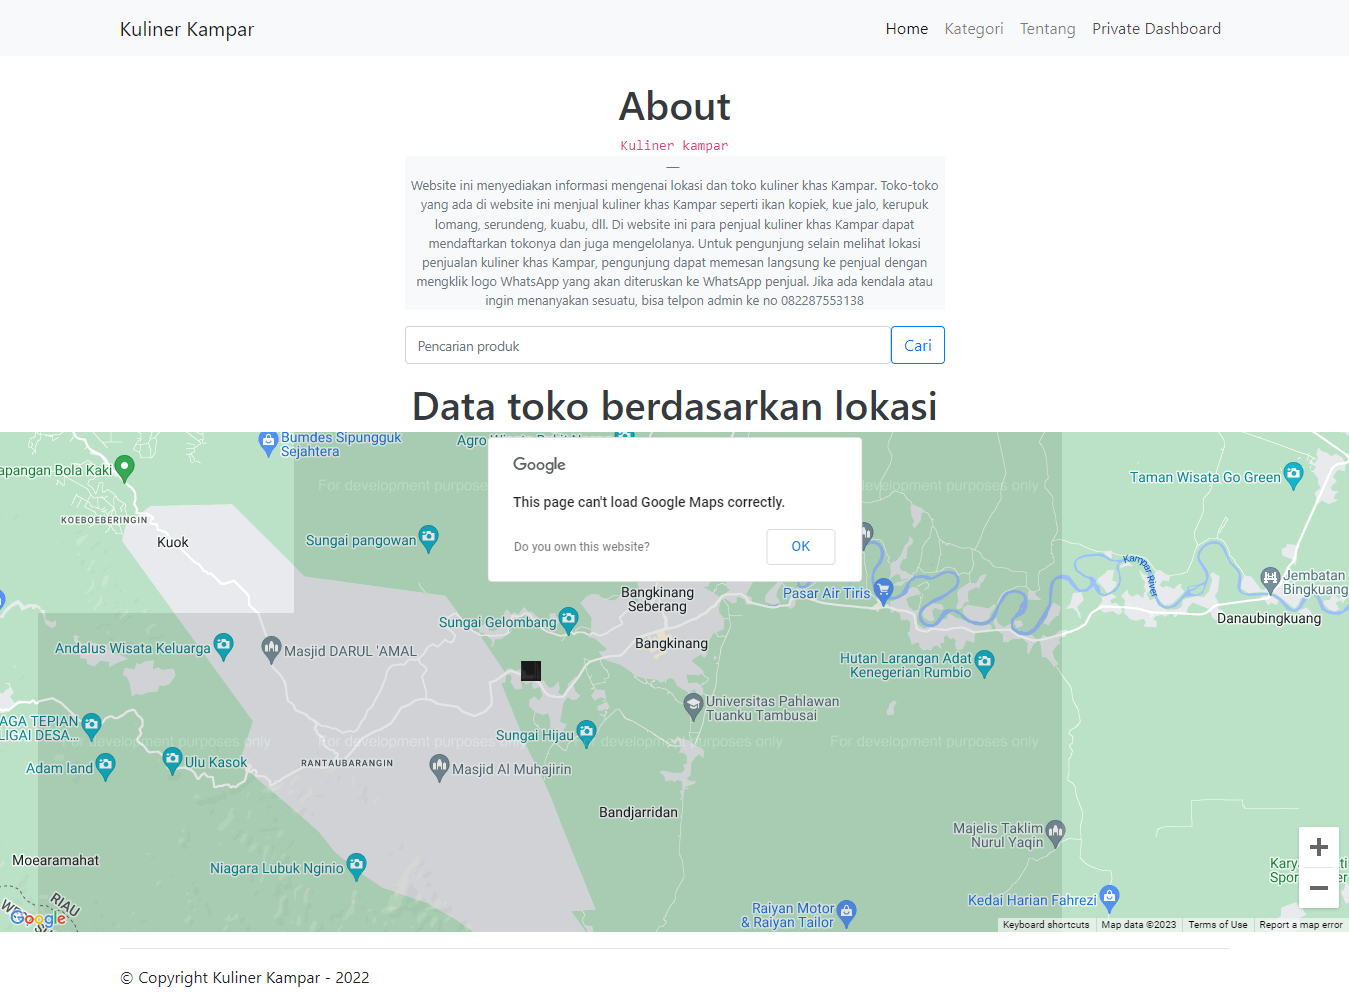 Kuliner Kampar
Home Kategori Tentang Private Dashboard
About
Kuliner kampar
—
Website ini menyediakan informasi mengenai lokasi dan toko kuliner khas Kampar. Toko-toko
yang ada di website ini menjual kuliner khas Kampar seperti ikan kopiek, kue jalo, kerupuk
lomang, serundeng, kuabu, dll. Di website ini para penjual kuliner khas Kampar dapat
mendaftarkan tokonya dan juga mengelolanya. Untuk pengunjung selain melihat lokasi
penjualan kuliner khas Kampar, pengunjung dapat memesan langsung ke penjual dengan
mengklik logo WhatsApp yang akan diteruskan ke WhatsApp penjual. Jika ada kendala atau
ingin menanyakan sesuatu, bisa telpon admin ke no 082287553138
Pencarian produk
Cari
Data toko berdasarkan lokasi
Bumdes Sipungguk
Sejahtera
Agro
apangan Bola Kaki
For development purposes
development purposes only
Google
This page can't load Google Maps correctly.
Do you own this website?
OK
Taman Wisata Go Green
KOEBOEBERINGIN
Kuok
Sungai pangowan
Kampar River
Jembatan
Bingkuang
Bangkinang
Seberang
Pasar Air Tiris
Danaubingkuang
Sungai Gelombang
Bangkinang
Andalus Wisata Keluarga
Masjid DARUL 'AMAL
Hutan Larangan Adat
Kenegerian Rumbio
Universitas Pahlawan
Tuanku Tambusai
AGA TEPIAN
LIGAI DESA...
Sungai Hijau
development purposes only
For development purposes
development purposes only
For development purposes only
Adam land
Ulu Kasok
RANTAUBARANGIN
Masjid Al Muhajirin
Bandjarridan
Majelis Taklim
Nurul Yaqin
Moearamahat
Niagara Lubuk Nginio
RIAU
Kedai Harian Fahrezi
Raiyan Motor
& Raiyan Tailor
Google
Keyboard shortcuts
Map data ©2023
Terms of Use
Report a map error
© Copyright Kuliner Kampar - 2022